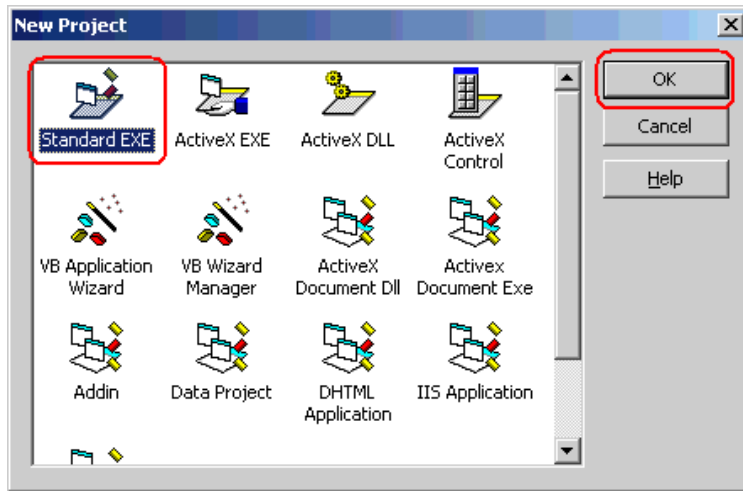 New Project
Standard EXE
ActiveX EXE
ActiveX DLL
ActiveX
Control
VB Application
Wizard
VB Wizard
Manager
ActiveX
Document Dll
Activex
Document Exe
Addin
Data Project
DHTML
Application
IIS Application
OK
Cancel
Help